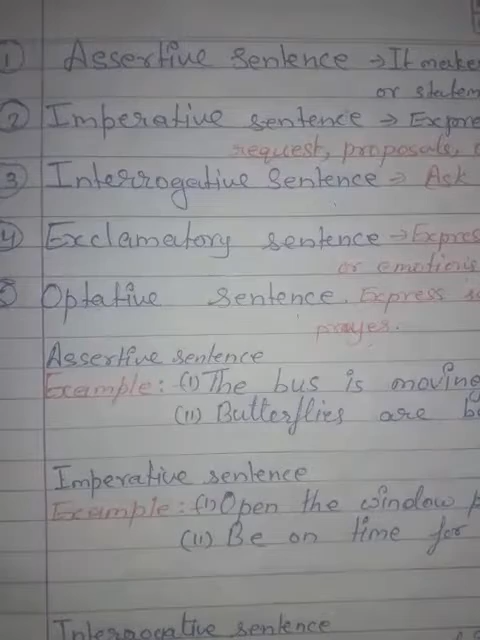 ① Assertive sentence → It make
or statem
② Imperative sentence → Expre
request, proposals,
③ Interrogative sentence → Ask
④ Exclamatory sentence → Expres
or emotions
⑤ Optative sentence. Express
prayer.
Assertive sentence
Example: (i) The bus is moving
(ii) Butterflies are be
Imperative sentence
Example: (i) Open the window p
(ii) Be on time for
Interrogative sentence